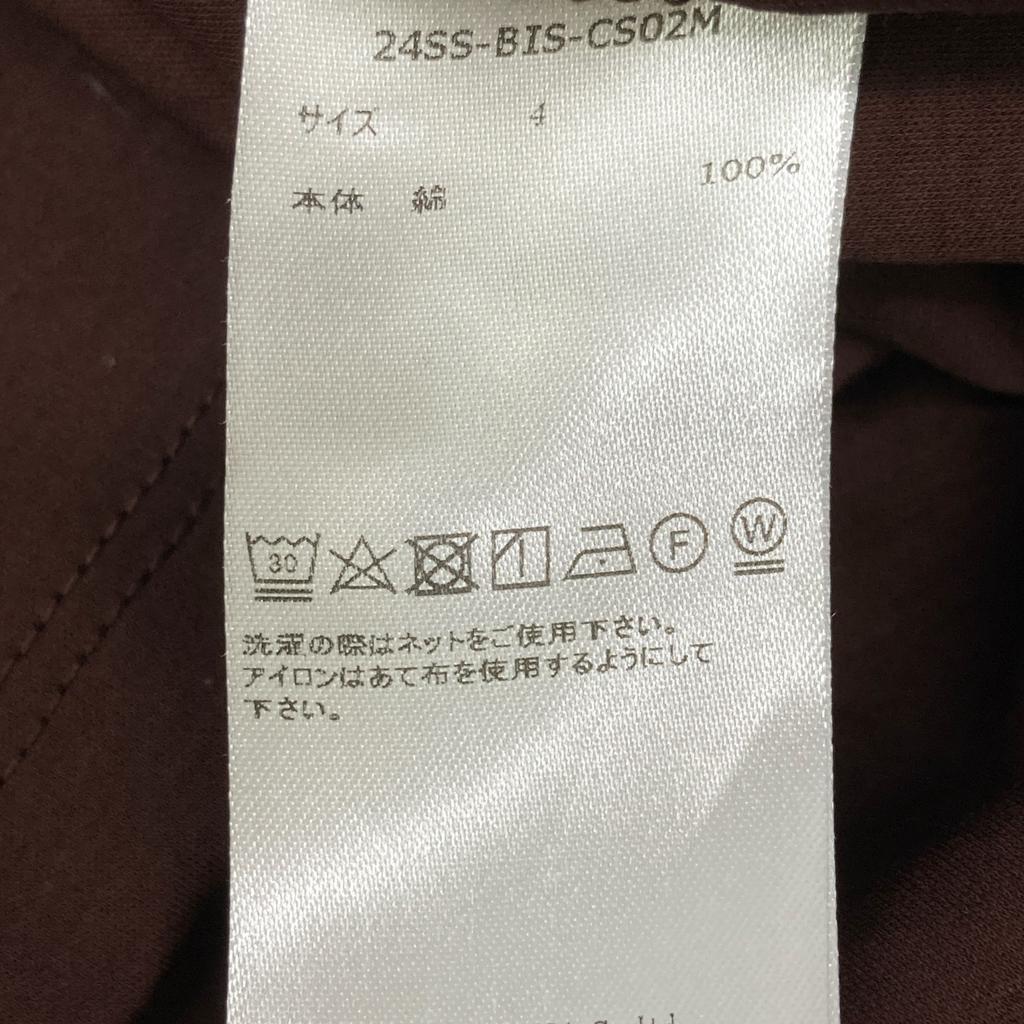 24SS-BIS-CS02M
サイズ 4
本体 綿 100%
30 F W
洗濯の際はネットをご使用下さい。
アイロンはあて布を使用するようにして
下さい。